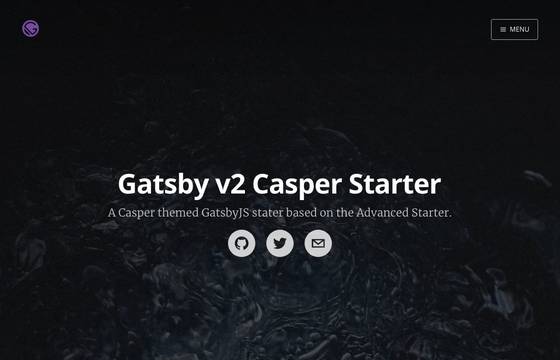 MENU
Gatsby v2 Casper Starter
A Casper themed GatsbyJS stater based on the Advanced Starter.